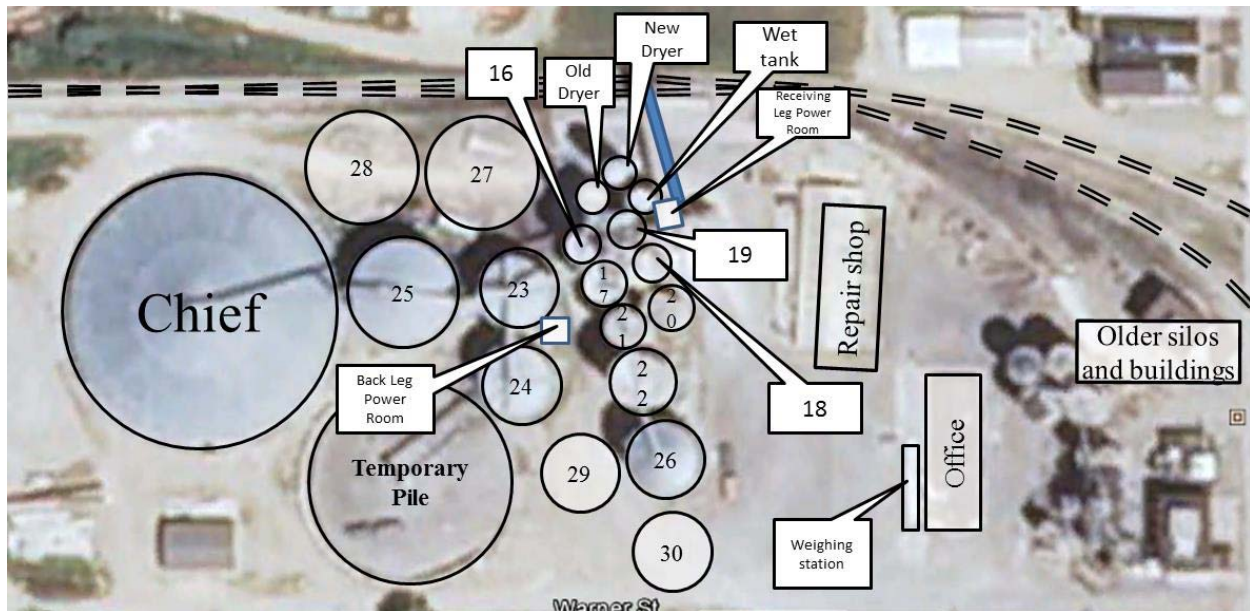 New
Dryer
Wet
tank
16
Old
Dryer
Receiving
Leg Power
Room
28
27
19
Chief
25
23
1
7
2
0
2
1
Repair shop
Older silos
and buildings
Back Leg
Power
Room
24
2
2
18
Temporary
Pile
29
26
Office
Weighing
station
30
Warner St